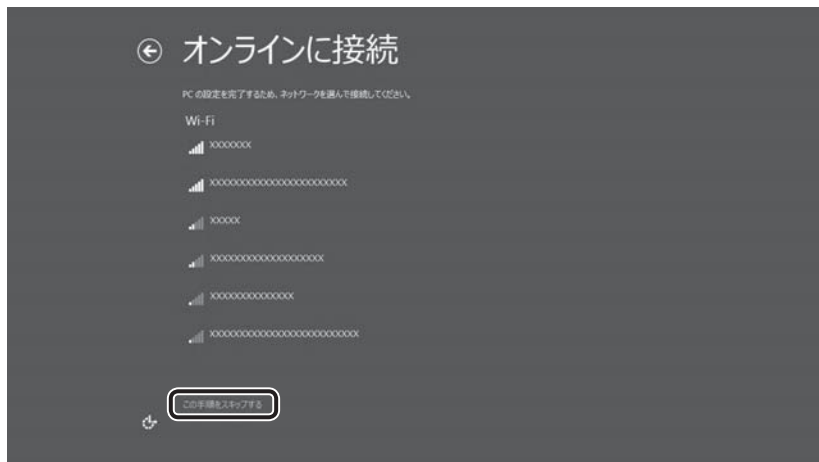 オンラインに接続
PC の設定を完了するため、ネットワークを選んで接続してください。
Wi-Fi
XXXXXXX
XXXXXXXXXXXXXXXXXXXXXXX
XXXXX
XXXXXXXXXXXXXXXXXXX
XXXXXXXXXXXXXX
XXXXXXXXXXXXXXXXXXXXXXXXX
この手順をスキップする